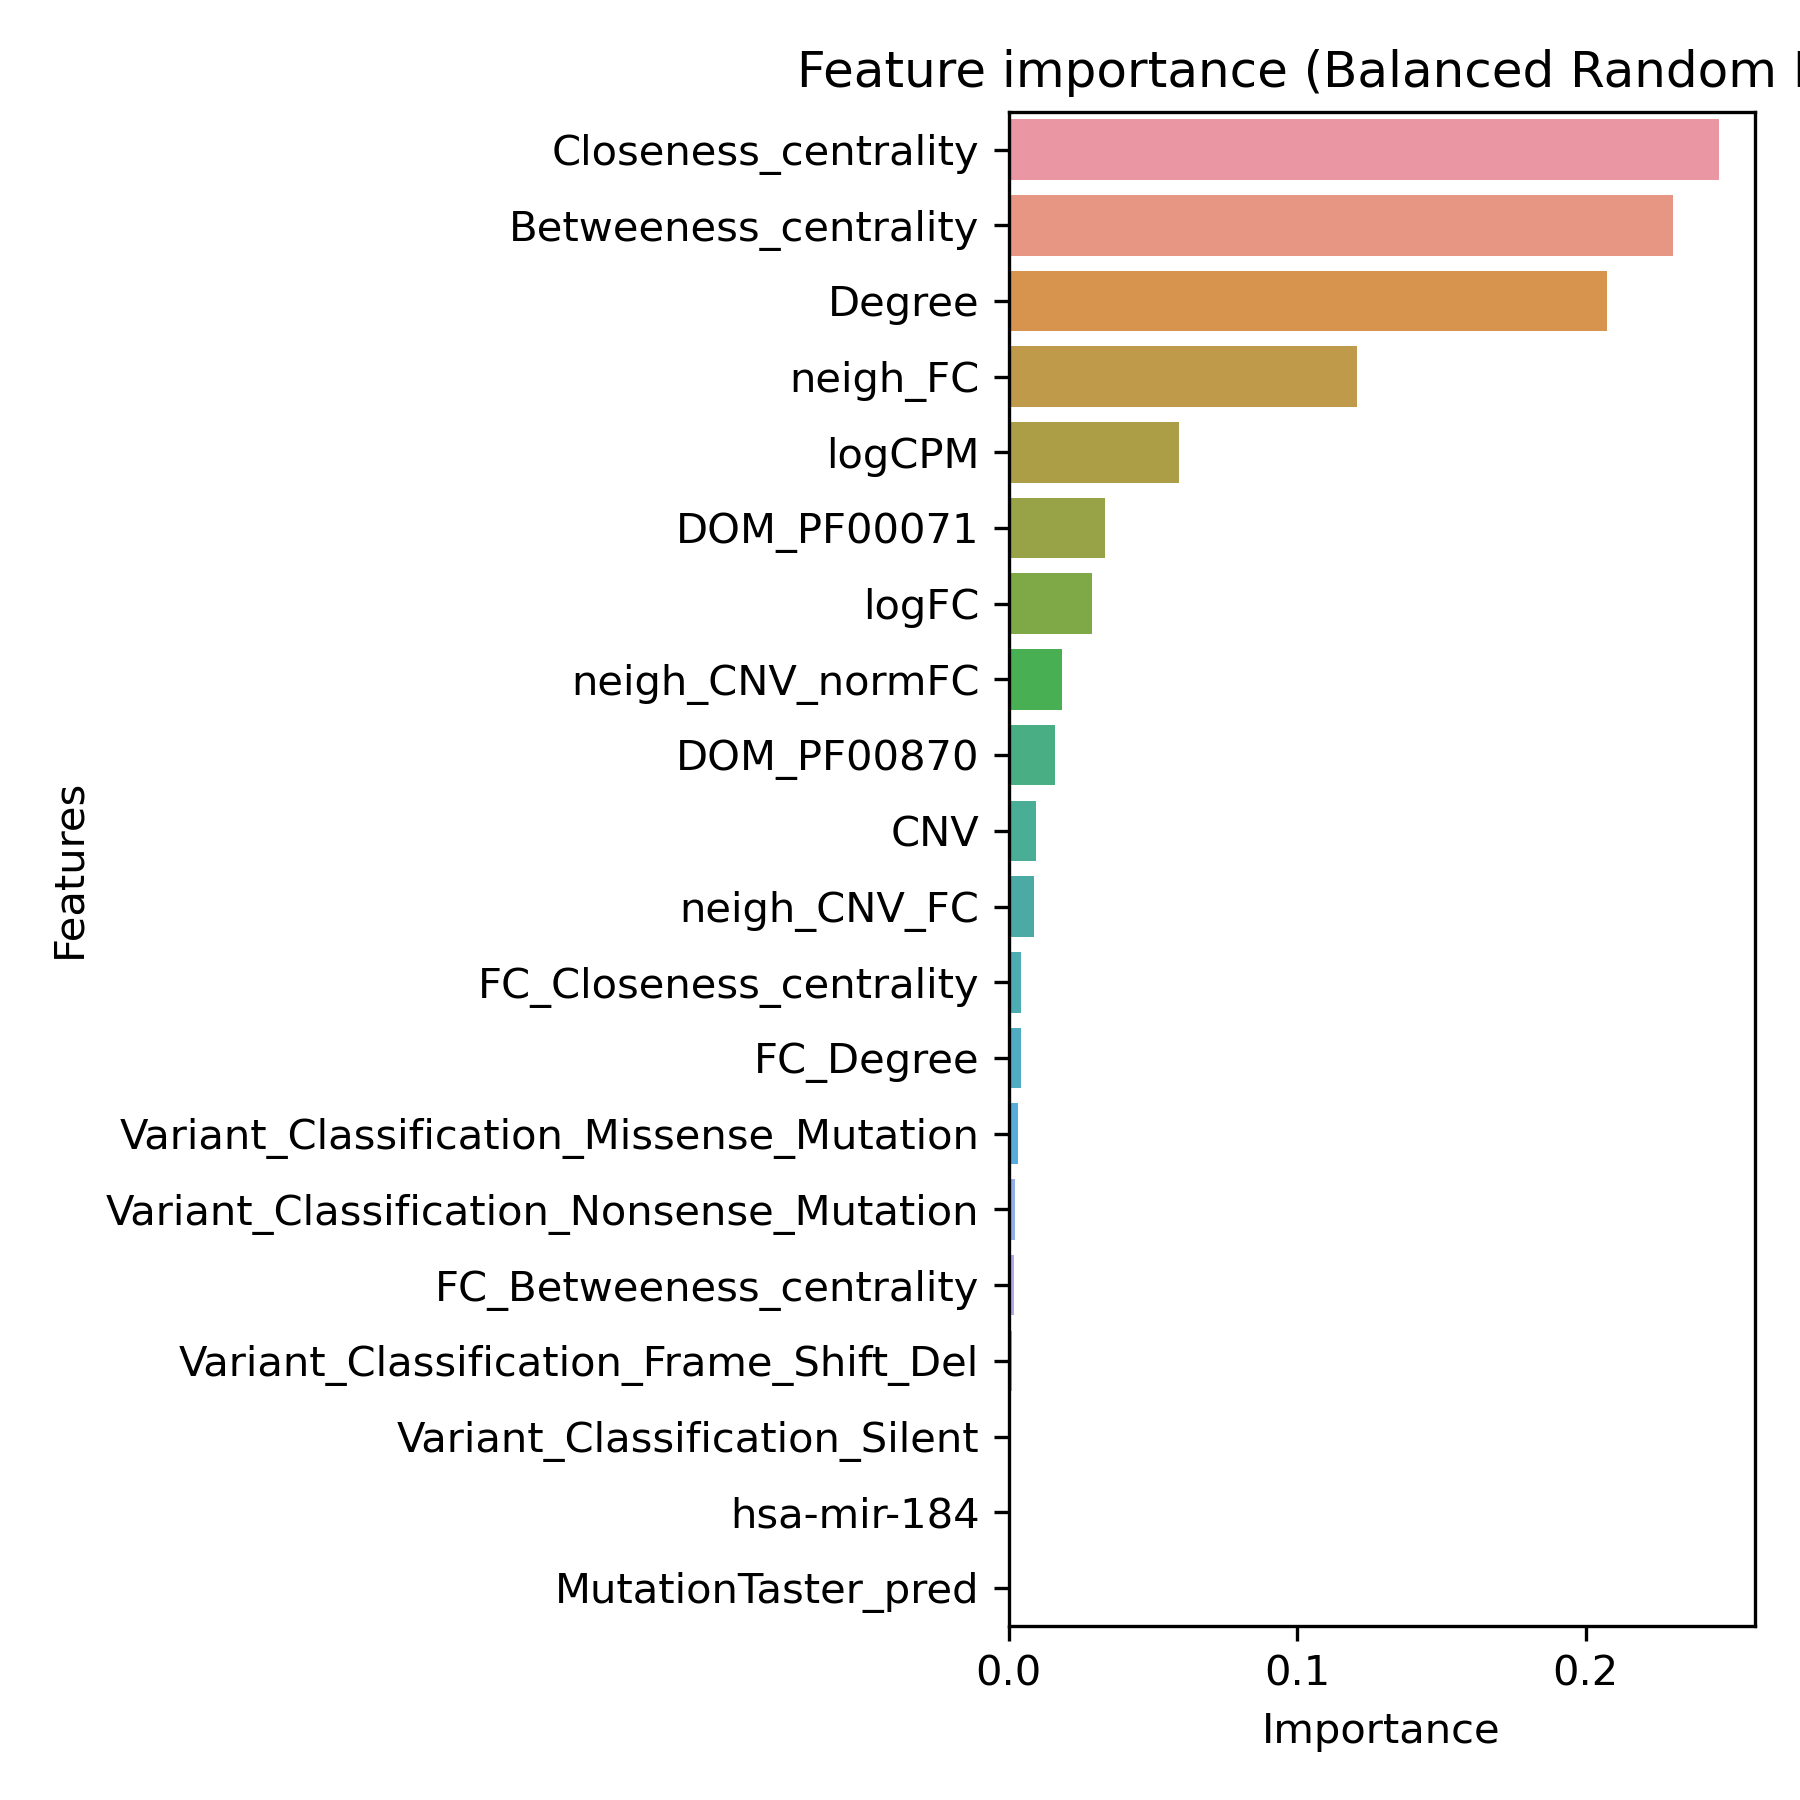 Feature importance (Balanced Random
Closeness_centrality
Betweeness_centrality
Degree
neigh_FC
logCPM
DOM_PF00071
logFC
neigh_CNV_normFC
DOM_PF00870
CNV
neigh_CNV_FC
FC_Closeness_centrality
FC_Degree
Variant_Classification_Missense_Mutation
Variant_Classification_Nonsense_Mutation
FC_Betweeness_centrality
Variant_Classification_Frame_Shift_Del
Variant_Classification_Silent
hsa-mir-184
MutationTaster_pred
Features
0.0 0.1 0.2
Importance